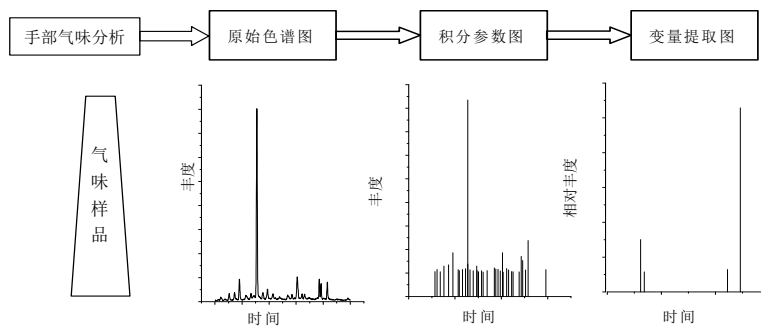 手部气味分析
原始色谱图
积分参数图
变量提取图
气味样品
丰度
时间
丰度
时间
相对丰度
时间